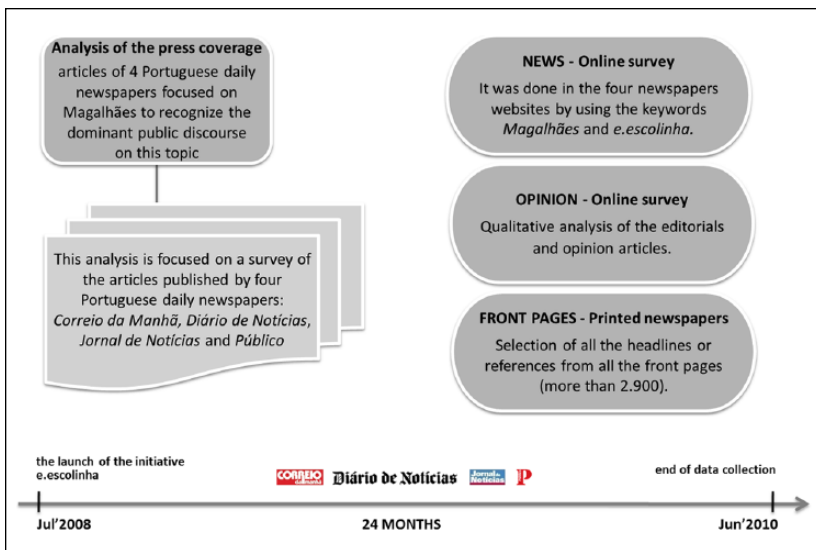 Analysis of the press coverage
articles of 4 Portuguese daily
newspapers focused on
Magalhães to recognize the
dominant public discourse
on this topic
This analysis is focused on a survey of
the articles published by four
Portuguese daily newspapers:
Correio da Manhã, Diário de Notícias,
Jornal de Notícias and Público
NEWS - Online survey
It was done in the four newspapers
websites by using the keywords
Magalhães and e.escolinha.
OPINION - Online survey
Qualitative analysis of the editorials
and opinion articles.
FRONT PAGES - Printed newspapers
Selection of all the headlines or
references from all the front pages
(more than 2.900).
the launch of the initiative
e.escolinha
CORREIO
da manhã
Diário de Notícias
Jornal de
Notícias
P
end of data collection
Jul'2008
24 MONTHS
Jun'2010